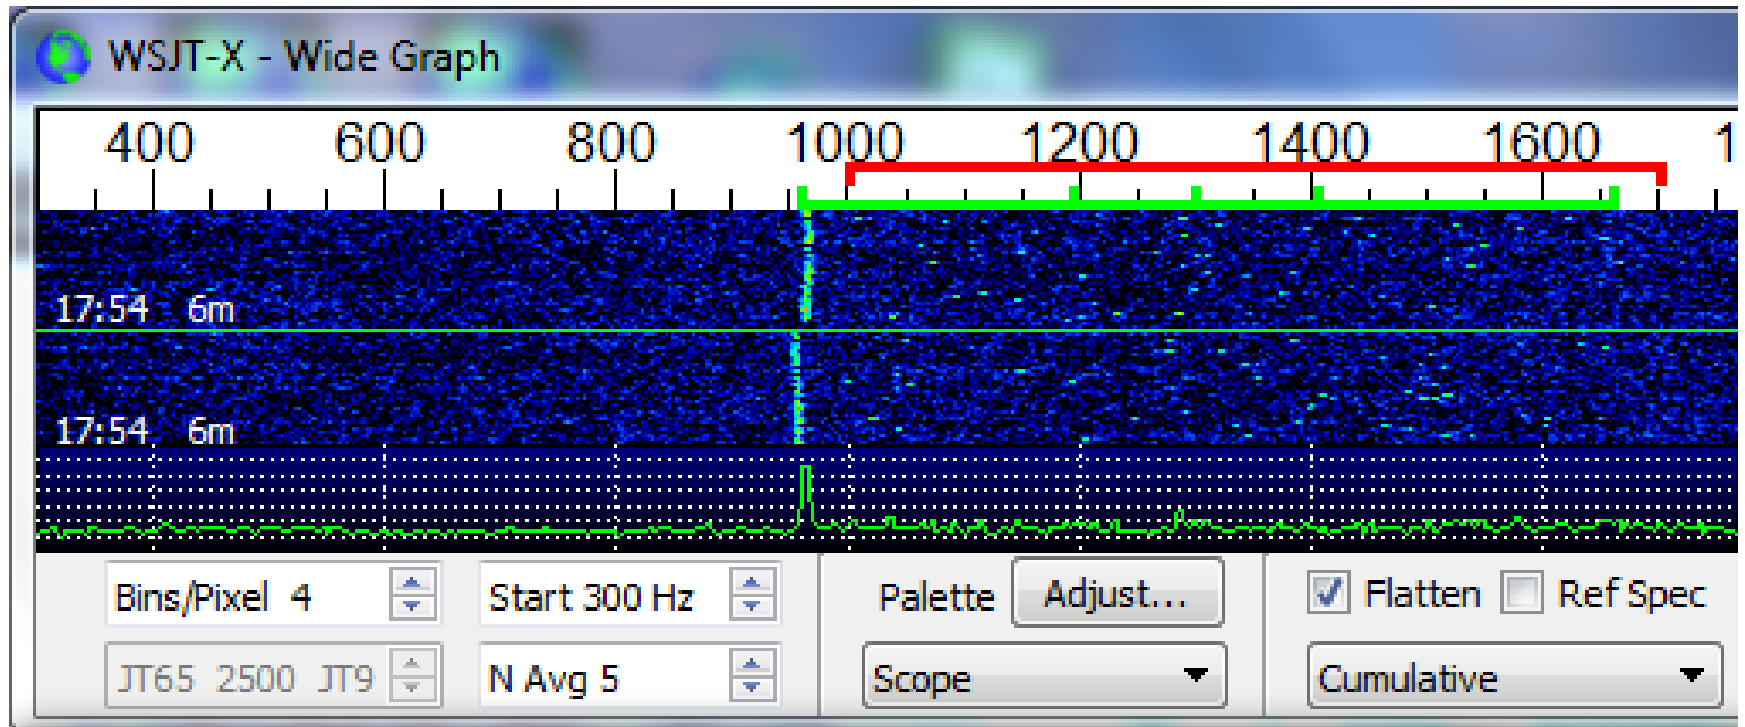 WSJT-X - Wide Graph
400 600 800 1000 1200 1400 1600 1
17:54 6m
17:54 6m
Bins/Pixel 4 Start 300 Hz Palette Adjust... Flatten Ref Spec
JT65 2500 JT9 N Avg 5 Scope Cumulative